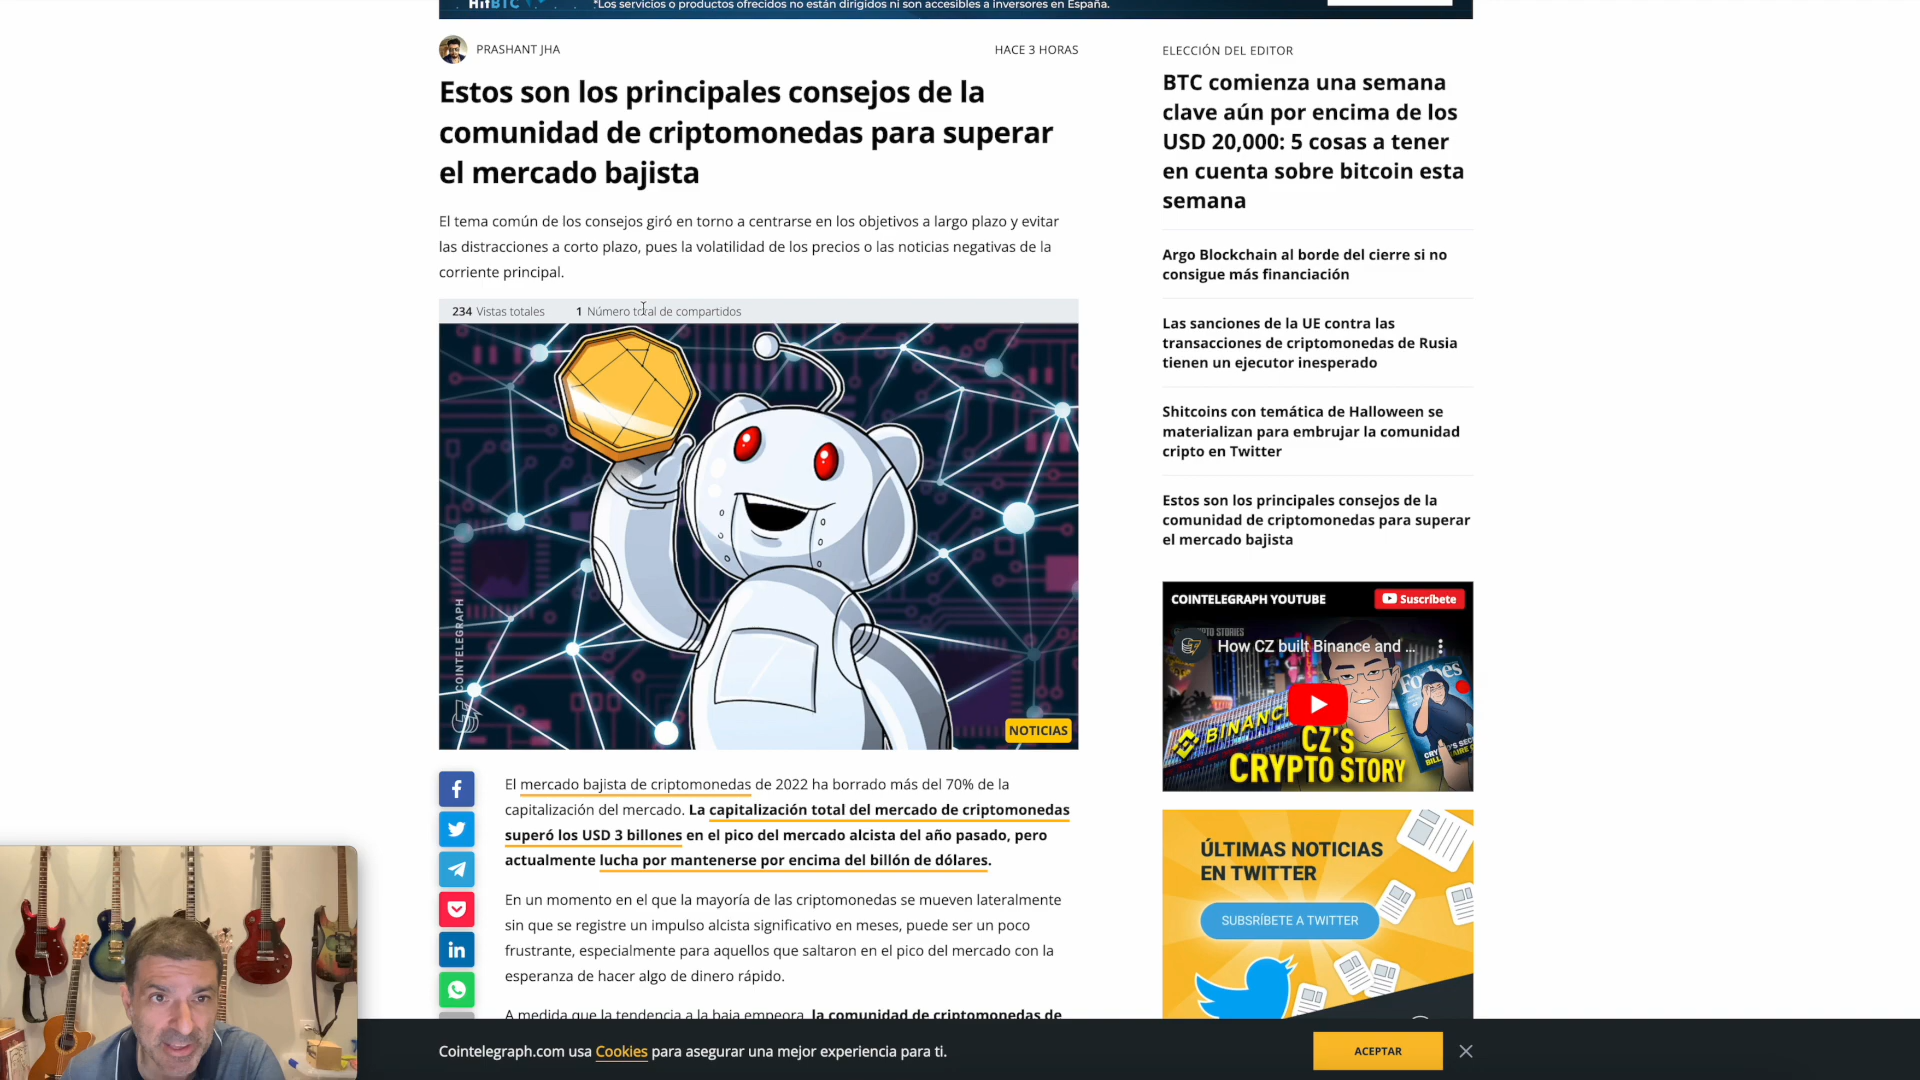 HitBTC
*Los servicios o productos ofrecidos no están dirigidos ni son accesibles a inversores en España.
PRASHANT JHA
HACE 3 HORAS
Estos son los principales consejos de la
comunidad de criptomonedas para superar
el mercado bajista
El tema común de los consejos giró en torno a centrarse en los objetivos a largo plazo y evitar
las distracciones a corto plazo, pues la volatilidad de los precios o las noticias negativas de la
corriente principal.
234 Vistas totales
1 Número total de compartidos
COINTELEGRAPH
NOTICIAS
El mercado bajista de criptomonedas de 2022 ha borrado más del 70% de la
capitalización del mercado. La capitalización total del mercado de criptomonedas
superó los USD 3 billones en el pico del mercado alcista del año pasado, pero
actualmente lucha por mantenerse por encima del billón de dólares.
En un momento en el que la mayoría de las criptomonedas se mueven lateralmente
sin que se registre un impulso alcista significativo en meses, puede ser un poco
frustrante, especialmente para aquellos que saltaron en el pico del mercado con la
esperanza de hacer algo de dinero rápido.
A medida que la tendencia a la baja empeora, la comunidad de criptomonedas de
ELECCIÓN DEL EDITOR
BTC comienza una semana
clave aún por encima de los
USD 20,000: 5 cosas a tener
en cuenta sobre bitcoin esta
semana
Argo Blockchain al borde del cierre si no
consigue más financiación
Las sanciones de la UE contra las
transacciones de criptomonedas de Rusia
tienen un ejecutor inesperado
Shitcoins con temática de Halloween se
materializan para embrujar la comunidad
cripto en Twitter
Estos son los principales consejos de la
comunidad de criptomonedas para superar
el mercado bajista
COINTELEGRAPH YOUTUBE
Suscríbete
CRYPTO STORIES
How CZ built Binance and ...
Forbes
BINANCE
CZ'S
CRYPTO STORY
ÚLTIMAS NOTICIAS
EN TWITTER
SUBSRÍBETE A TWITTER
Cointelegraph.com usa Cookies para asegurar una mejor experiencia para ti.
ACEPTAR